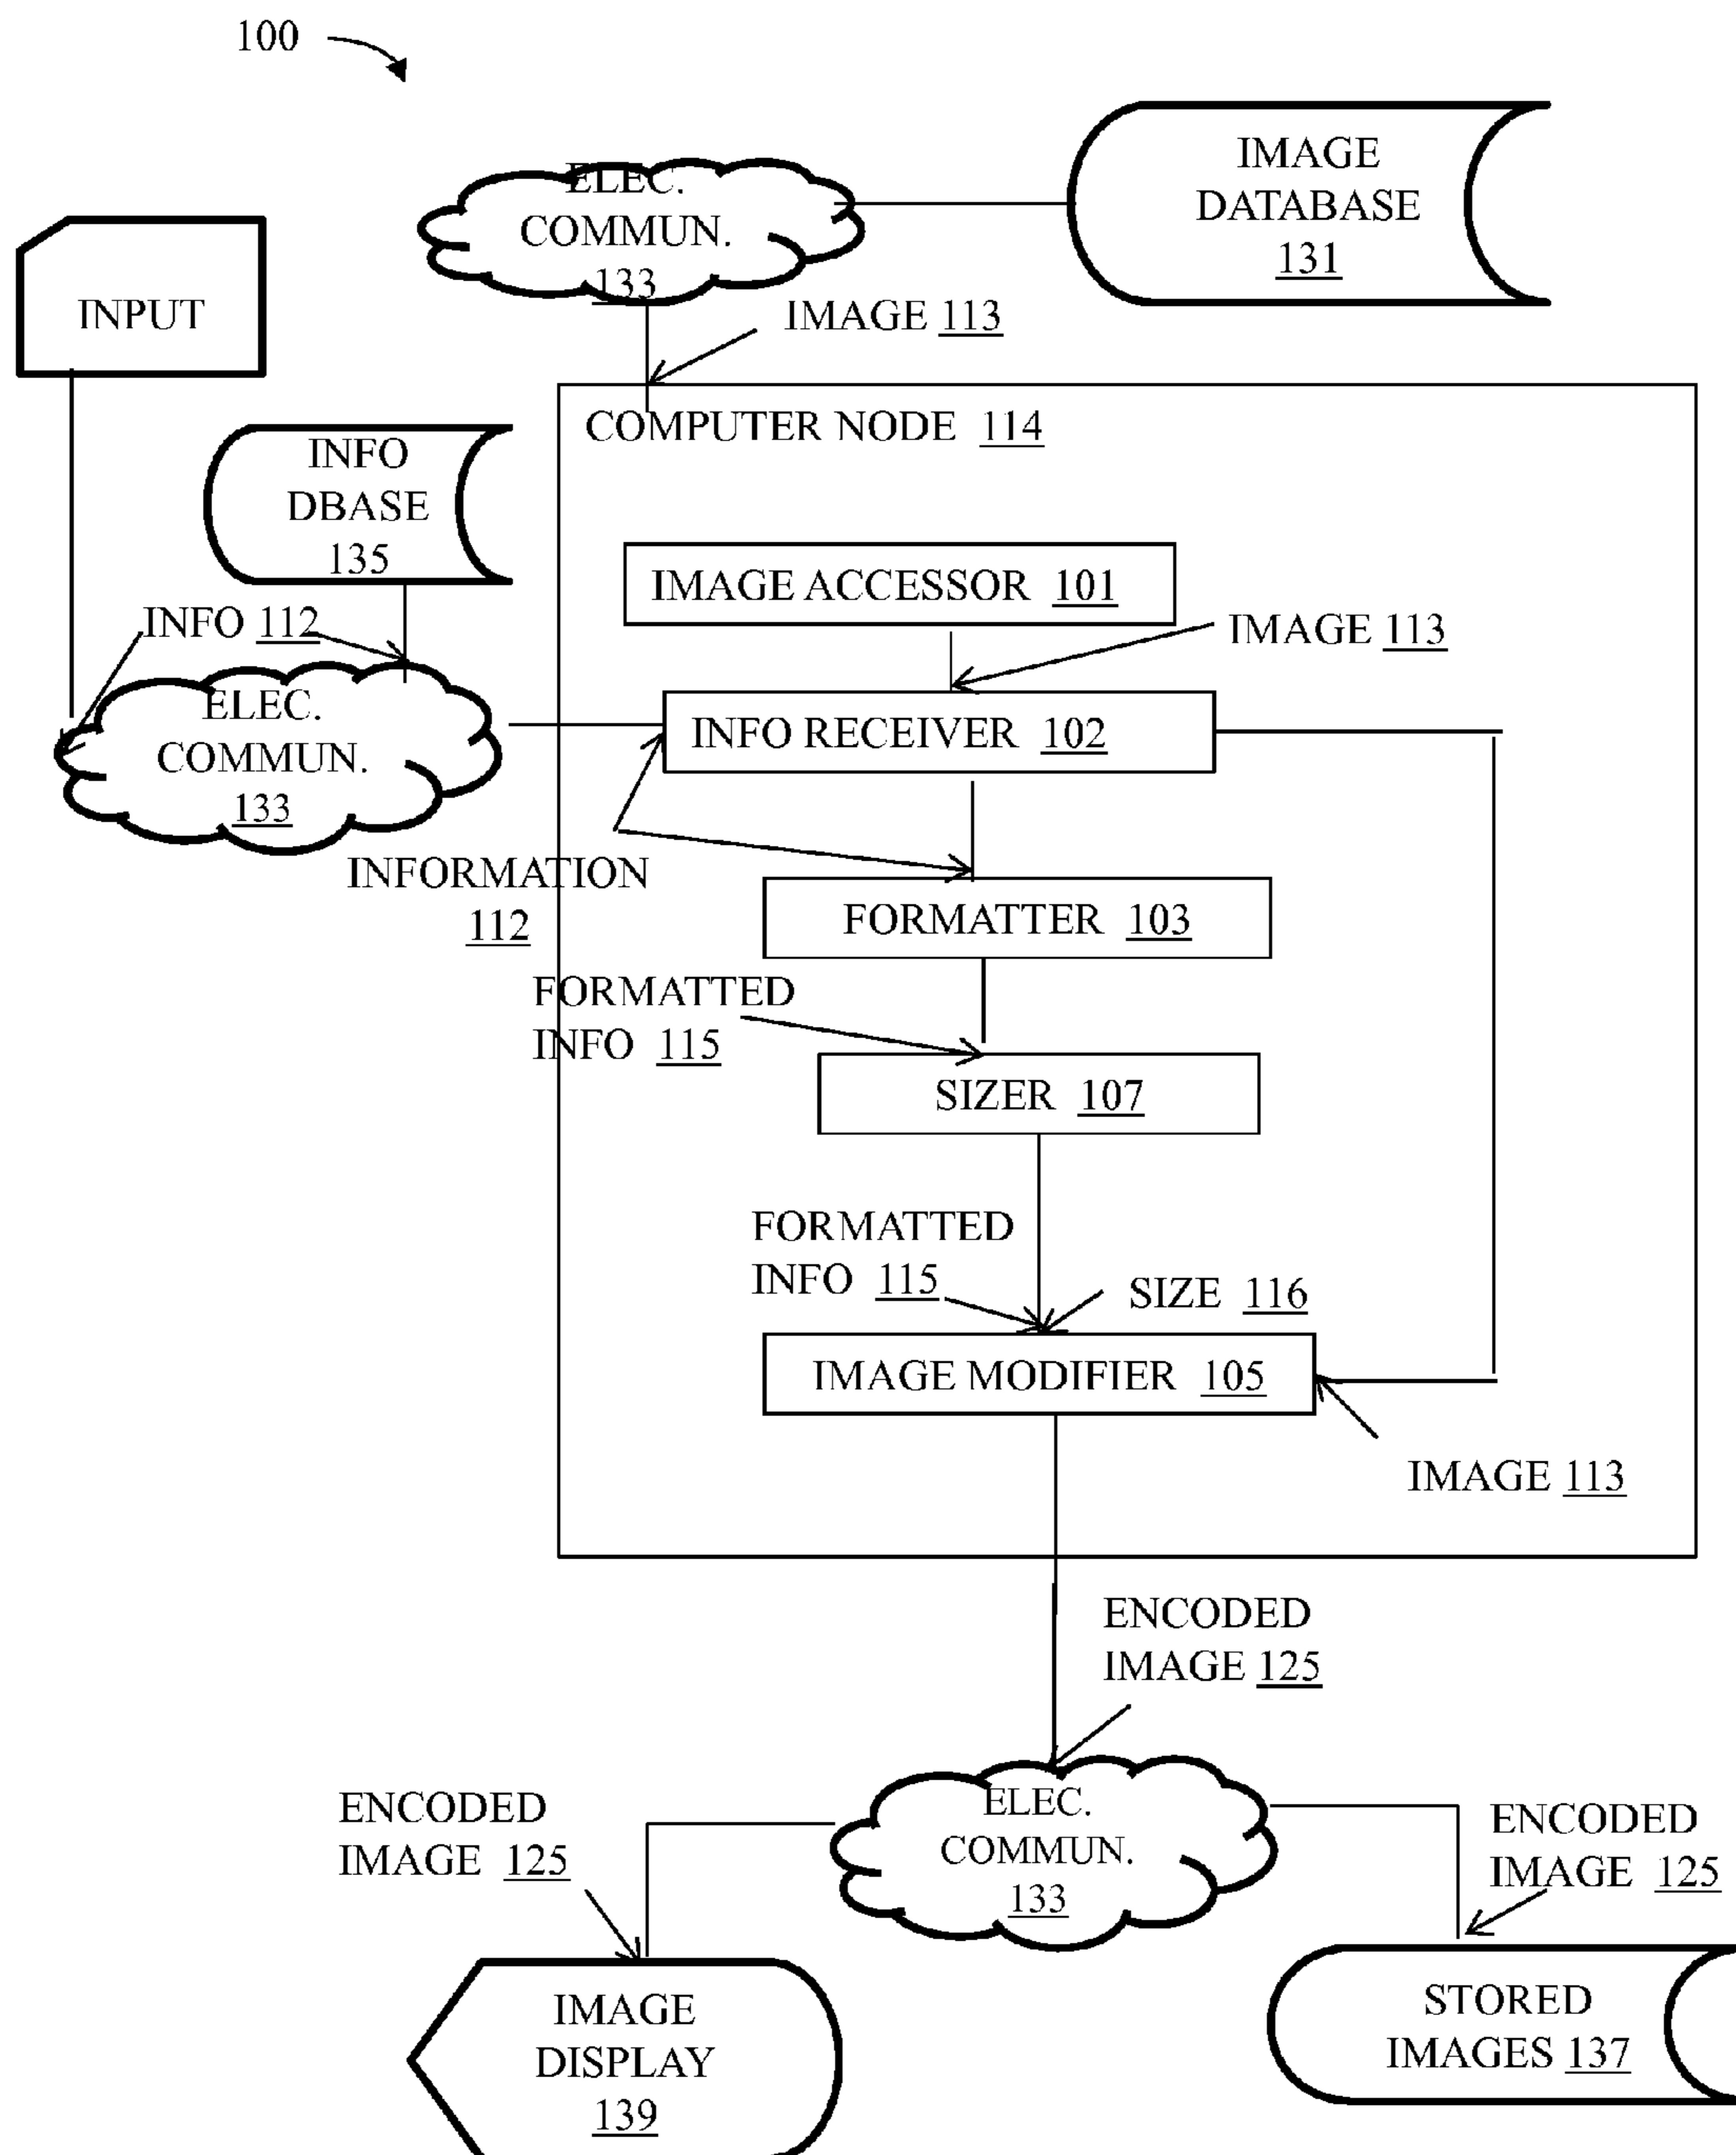 100
IMAGE
DATABASE
131
ELEC.
COMMUN.
133
INPUT
IMAGE 113
COMPUTER NODE 114
INFO
DBASE
135
IMAGE ACCESSOR 101
INFO 112
IMAGE 113
ELEC.
COMMUN.
133
INFO RECEIVER 102
INFORMATION
112
FORMATTER 103
FORMATTED
INFO 115
SIZER 107
FORMATTED
INFO 115
SIZE 116
IMAGE MODIFIER 105
IMAGE 113
ENCODED
IMAGE 125
ELEC.
COMMUN.
133
ENCODED
IMAGE 125
ENCODED
IMAGE 125
IMAGE
DISPLAY
139
STORED
IMAGES 137